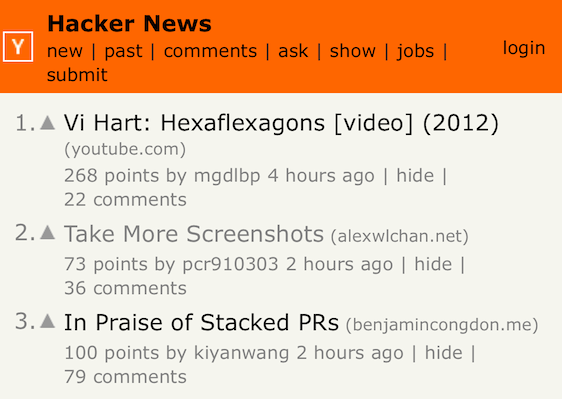 Hacker News
Y
new | past | comments | ask | show | jobs |
submit
login
1. Vi Hart: Hexaflexagons [video] (2012)
(youtube.com)
268 points by mgdlbp 4 hours ago | hide |
22 comments
2. Take More Screenshots (alexwlchan.net)
73 points by pcr910303 2 hours ago | hide |
36 comments
3. In Praise of Stacked PRs (benjamincongdon.me)
100 points by kiyanwang 2 hours ago | hide |
79 comments